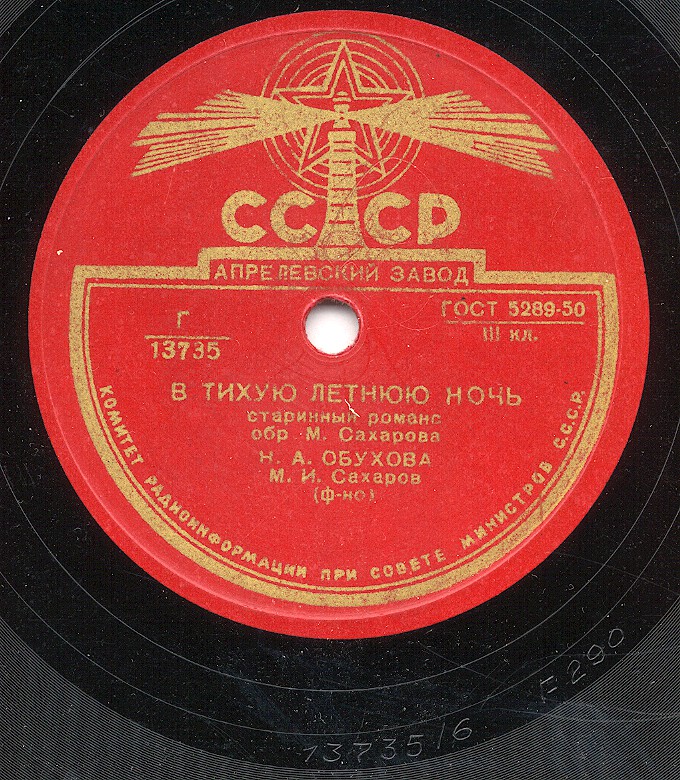 СССР
АПРЕЛЕВСКИЙ ЗАВОД
Г
13735
ГОСТ 5289-50
III кл.
В ТИХУЮ ЛЕТНЮЮ НОЧЬ
старинный романс
обр. М. Сахарова
Н. А. ОБУХОВА
М. И. Сахаров
(ф-но)
КОМИТЕТ РАДИОИНФОРМАЦИИ ПРИ СОВЕТЕ МИНИСТРОВ С.С.С.Р.
13735/6
F290